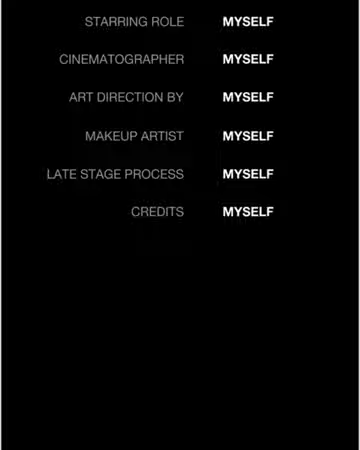 STARRING ROLE MYSELF
CINEMATOGRAPHER MYSELF
ART DIRECTION BY MYSELF
MAKEUP ARTIST MYSELF
LATE STAGE PROCESS MYSELF
CREDITS MYSELF